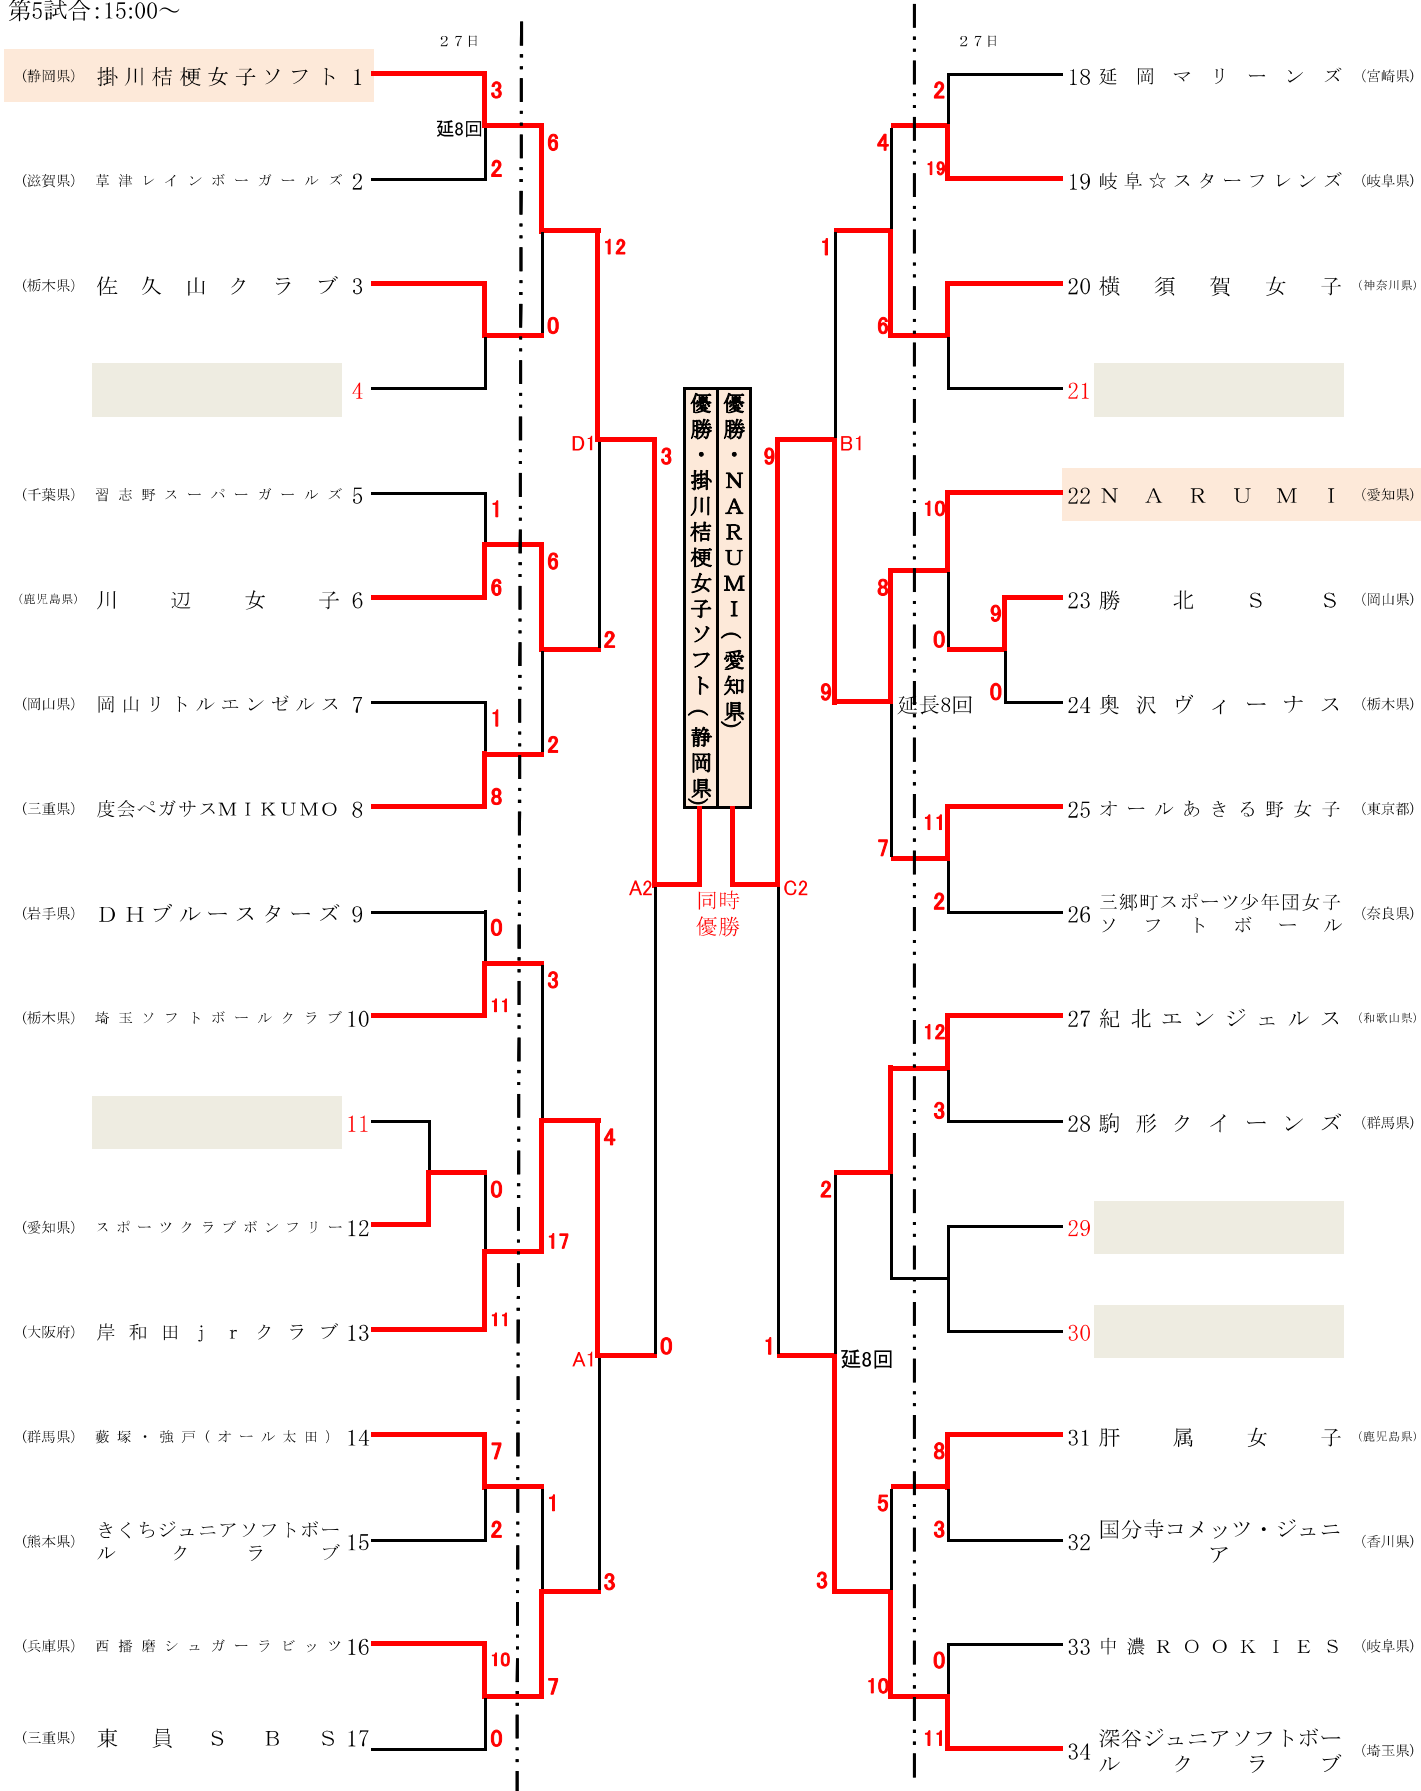 第5試合:15:00～
２７日
２７日
(静岡県) 掛川桔梗女子ソフト 1
3
延8回
6
2
(滋賀県) 草津レインボーガールズ 2
12
(栃木県) 佐久山クラブ 3
0
4
D1
3
(千葉県) 習志野スーパーガールズ 5
1
6
6
(鹿児島県) 川辺女子 6
2
(岡山県) 岡山リトルエンゼルス 7
1
2
8
(三重県) 度会ペガサスＭＩＫＵＭＯ 8
A2
(岩手県) ＤＨブルースターズ 9
0
3
11
(栃木県) 埼玉ソフトボールクラブ 10
11
4
0
(愛知県) スポーツクラブボンフリー 12
17
11
(大阪府) 岸和田ｊｒクラブ 13
0
A1
(群馬県) 藪塚・強戸(オール太田) 14
7
1
2
(熊本県) きくちジュニアソフトボー
ルクラブ 15
3
(兵庫県) 西播磨シュガーラビッツ 16
10
7
0
(三重県) 東員ＳＢＳ 17
優勝・掛川桔梗女子ソフト(静岡県)
優勝・ＮＡＲＵＭＩ(愛知県)
同時
優勝
18 延岡マリーンズ (宮崎県)
2
4
19
19 岐阜☆スターフレンズ (岐阜県)
1
20 横須賀女子 (神奈川県)
6
21
9
B1
22 ＮＡＲＵＭＩ (愛知県)
10
8
23 勝北ＳＳ (岡山県)
9
0
0
9
延長8回
24 奥沢ヴィーナス (栃木県)
25 オールあきる野女子 (東京都)
11
7
2
26 三郷町スポーツ少年団女子
ソフトボール (奈良県)
C2
27 紀北エンジェルス (和歌山県)
12
3
28 駒形クイーンズ (群馬県)
2
29
30
1
延8回
31 肝属女子 (鹿児島県)
8
5
3
32 国分寺コメッツ・ジュニ
ア (香川県)
3
33 中濃ＲＯＯＫＩＥＳ (岐阜県)
0
10
11
34 深谷ジュニアソフトボー
ルクラブ (埼玉県)